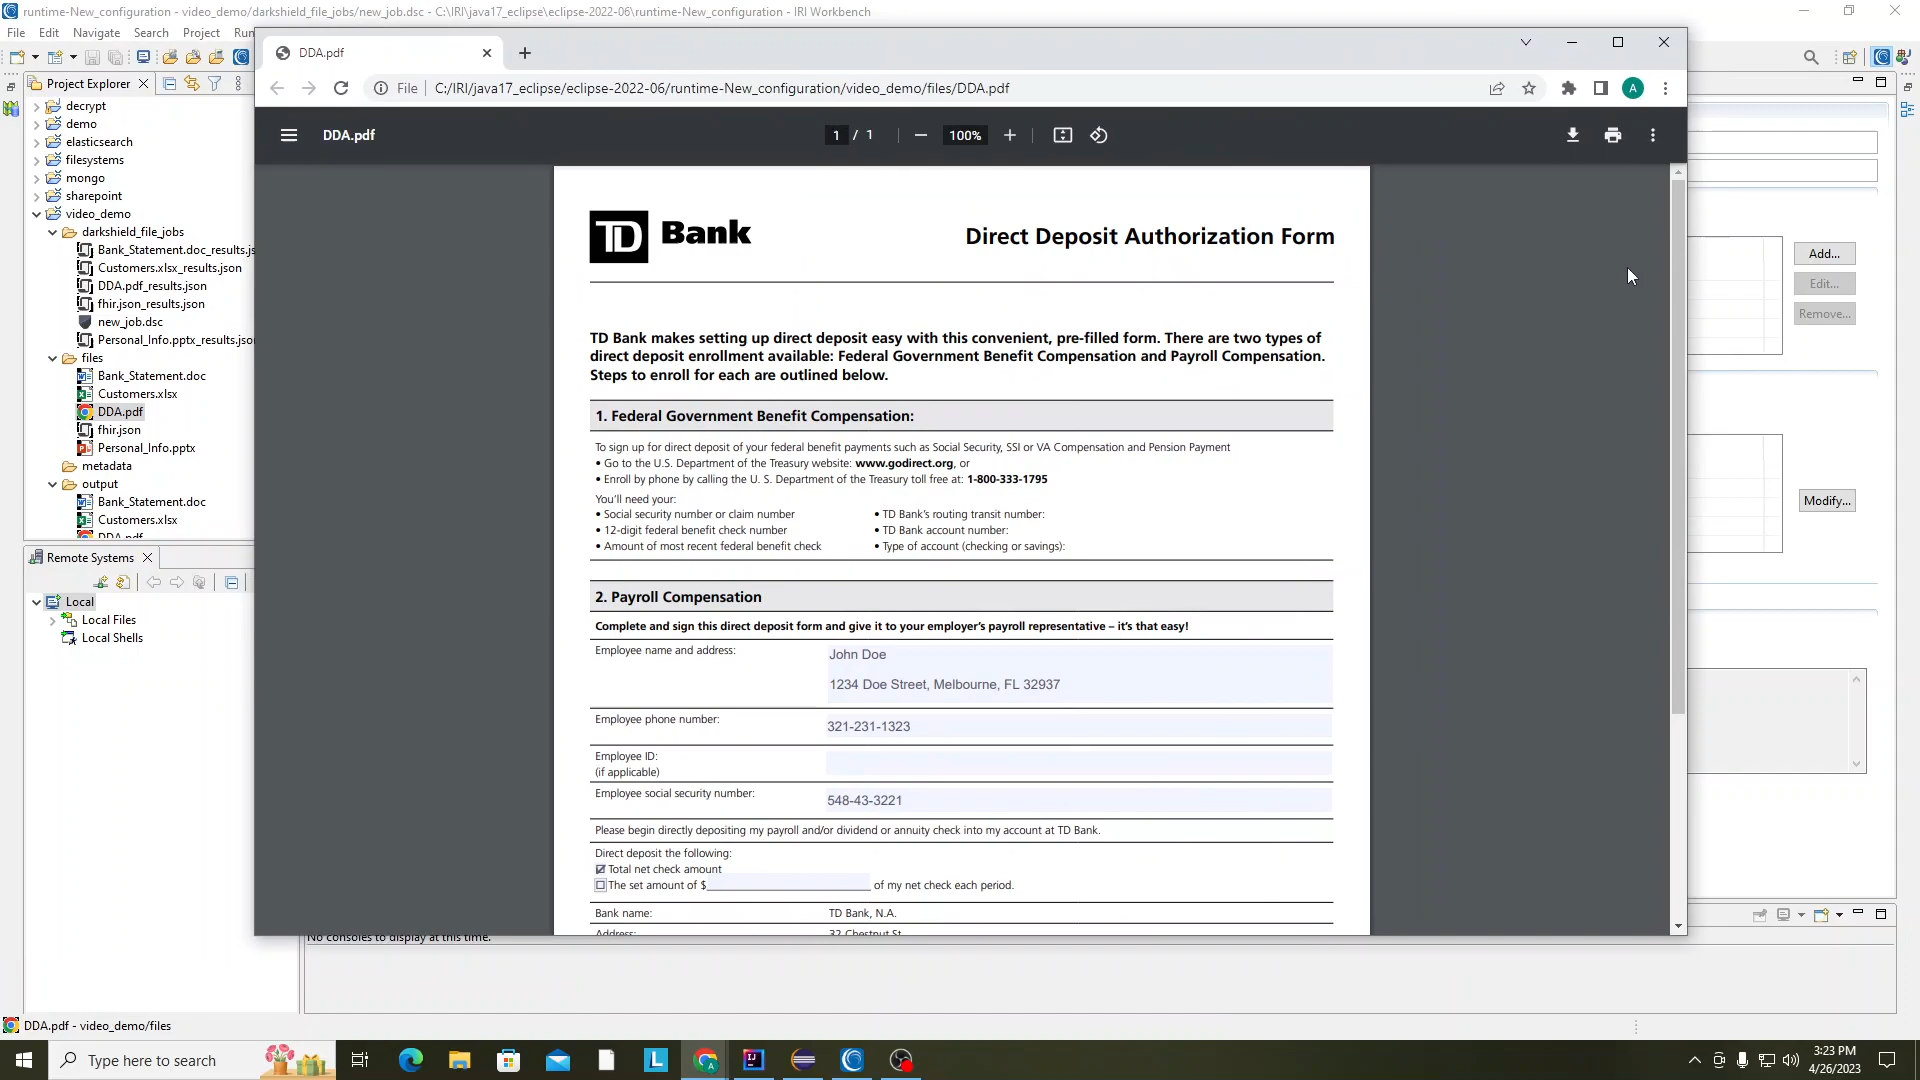 runtime-New_configuration - video_demo/darkshield_file_jobs/new_job.dsc - C:\IRI\java17_eclipse\eclipse-2022-06\runtime-New_configuration - IRI Workbench
File Edit Navigate Search Project Run
Project Explorer
decrypt
demo
elasticsearch
filesystems
mongo
sharepoint
video_demo
darkshield_file_jobs
Bank_Statement.doc_results.js
Customers.xlsx_results.json
DDA.pdf_results.json
fhir.json_results.json
new_job.dsc
Personal_Info.pptx_results.json
files
Bank_Statement.doc
Customers.xlsx
DDA.pdf
fhir.json
Personal_Info.pptx
metadata
output
Bank_Statement.doc
Customers.xlsx
DDA.pdf
Remote Systems
Local
Local Files
Local Shells
DDA.pdf
File C:/IRI/java17_eclipse/eclipse-2022-06/runtime-New_configuration/video_demo/files/DDA.pdf
A
DDA.pdf 1 / 1 100%
TD Bank
Direct Deposit Authorization Form
TD Bank makes setting up direct deposit easy with this convenient, pre-filled form. There are two types of
direct deposit enrollment available: Federal Government Benefit Compensation and Payroll Compensation.
Steps to enroll for each are outlined below.
1. Federal Government Benefit Compensation:
To sign up for direct deposit of your federal benefit payments such as Social Security, SSI or VA Compensation and Pension Payment
• Go to the U.S. Department of the Treasury website: www.godirect.org, or
• Enroll by phone by calling the U. S. Department of the Treasury toll free at: 1-800-333-1795
You'll need your:
• Social security number or claim number • TD Bank's routing transit number:
• 12-digit federal benefit check number • TD Bank account number:
• Amount of most recent federal benefit check • Type of account (checking or savings):
2. Payroll Compensation
Complete and sign this direct deposit form and give it to your employer's payroll representative – it's that easy!
Employee name and address: John Doe
1234 Doe Street, Melbourne, FL 32937
Employee phone number: 321-231-1323
Employee ID:
(if applicable)
Employee social security number: 548-43-3221
Please begin directly depositing my payroll and/or dividend or annuity check into my account at TD Bank.
Direct deposit the following:
Total net check amount
The set amount of $ of my net check each period.
Bank name: TD Bank, N.A.
Address: 32 Chestnut St
Add...
Edit...
Remove...
Modify...
No consoles to display at this time.
DDA.pdf - video_demo/files
Type here to search
3:23 PM
4/26/2023